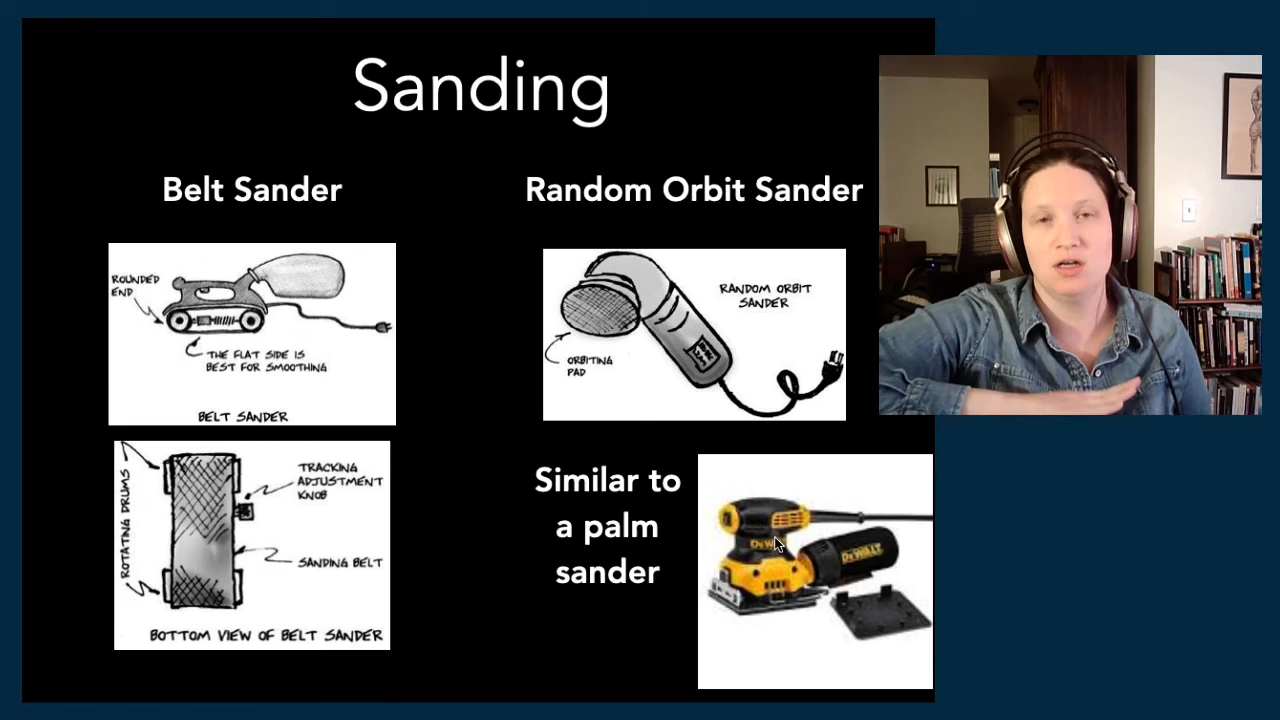 Sanding
Belt Sander
ROUNDED
END
THE FLAT SIDE IS
BEST FOR SMOOTHING
BELT SANDER
ROTATING DRUMS
TRACKING
ADJUSTMENT
KNOB
SANDING BELT
BOTTOM VIEW OF BELT SANDER
Random Orbit Sander
RANDOM ORBIT
SANDER
ORBITING
PAD
Similar to
a palm
sander
DEWALT